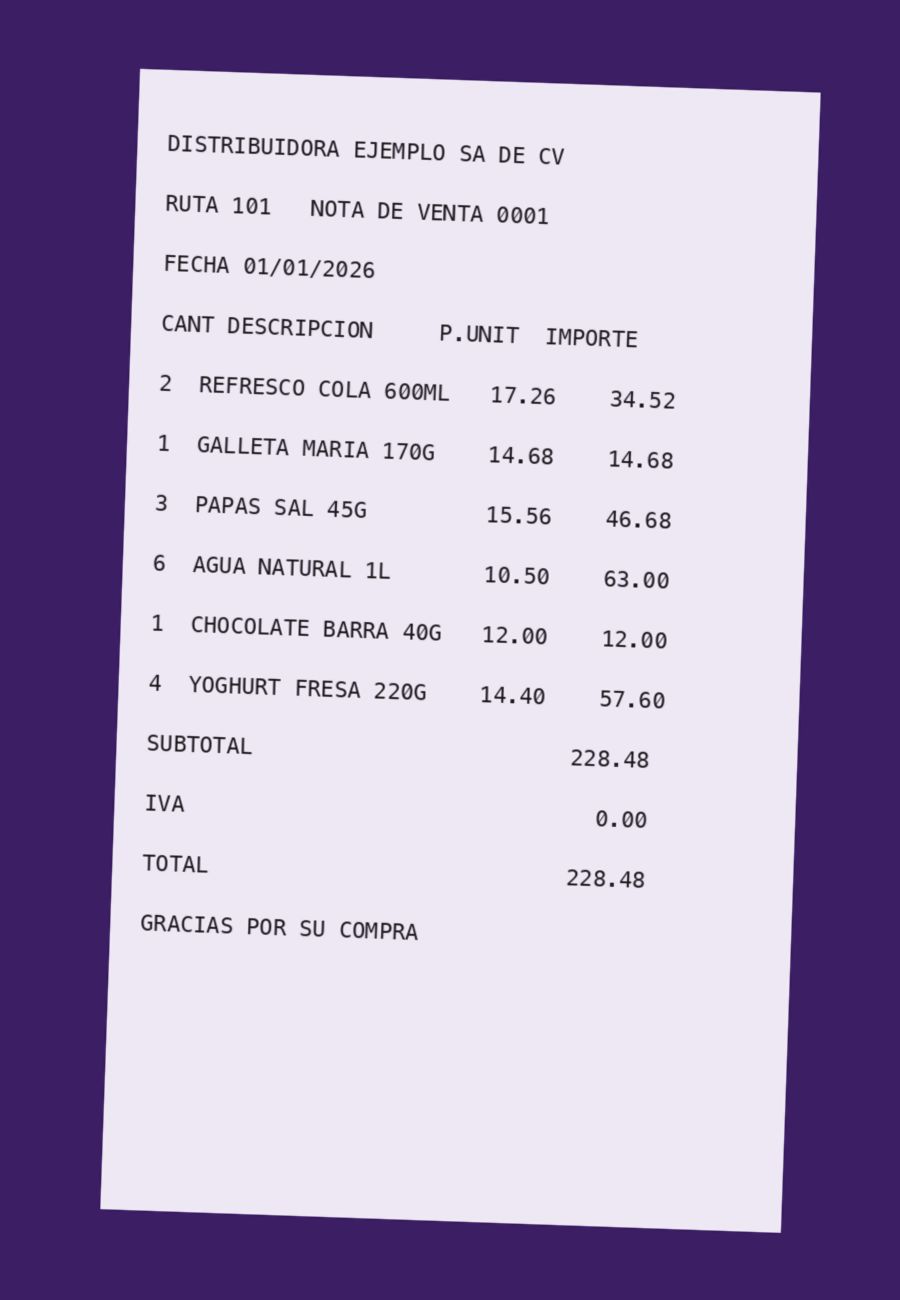 DISTRIBUIDORA EJEMPLO SA DE CV
RUTA 101 NOTA DE VENTA 0001
FECHA 01/01/2026
CANT DESCRIPCION P.UNIT IMPORTE
2 REFRESCO COLA 600ML 17.26 34.52
1 GALLETA MARIA 170G 14.68 14.68
3 PAPAS SAL 45G 15.56 46.68
6 AGUA NATURAL 1L 10.50 63.00
1 CHOCOLATE BARRA 40G 12.00 12.00
4 YOGHURT FRESA 220G 14.40 57.60
SUBTOTAL 228.48
IVA 0.00
TOTAL 228.48
GRACIAS POR SU COMPRA